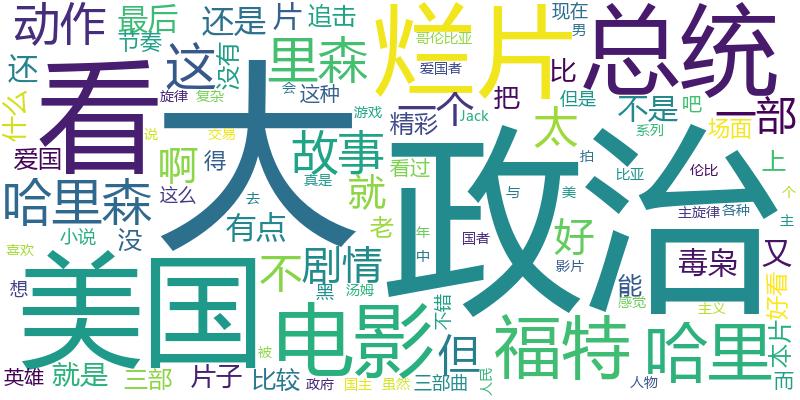 动作
最后
还是
片
追击
哥伦比亚
现在
男
总统
节奏
没有
里森
烂片
爱国者
比
还
这
看
大
旋律
复杂
会
这种
游戏
一个
Jack
把
但是
不是
吧
一部
什么
说
交易
精彩
系列
场面
爱国
啊
得
故事
看过
太
拍
上
伦比
比亚
哈里森
这么
真是
去
就
政治
与
美
个
主旋律
各种
主
没
小说
有点
老
年
国者
好
又
喜欢
美国
不
剧情
中
影片
毒枭
想
黑
汤姆
能
感觉
好看
不错
主义
电影
但
福特
哈里
本片
而
被
英雄
就是
三部
片子
比较
政府
国主
虽然
三部曲
人民
人物